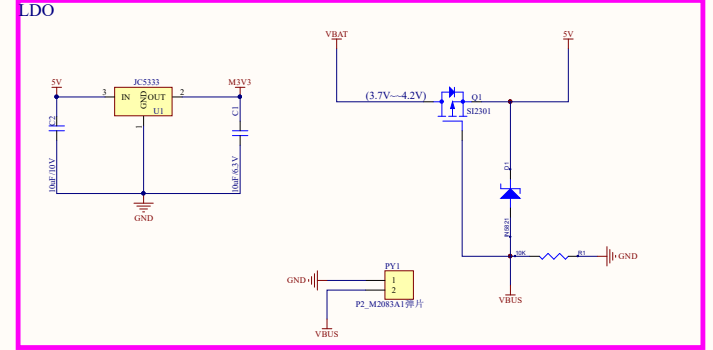 LDO
VBAT
5V
5V
JC5333
M3V3
3
IN
GND
OUT
2
U1
1
C2
10uF/10V
C1
10uF/6.3V
GND
(3.7V~~4.2V)
Q1
SI2301
D1
IN5821
10K
R1
GND
VBUS
PY1
GND
1
2
P2_M2083A1弹片
VBUS